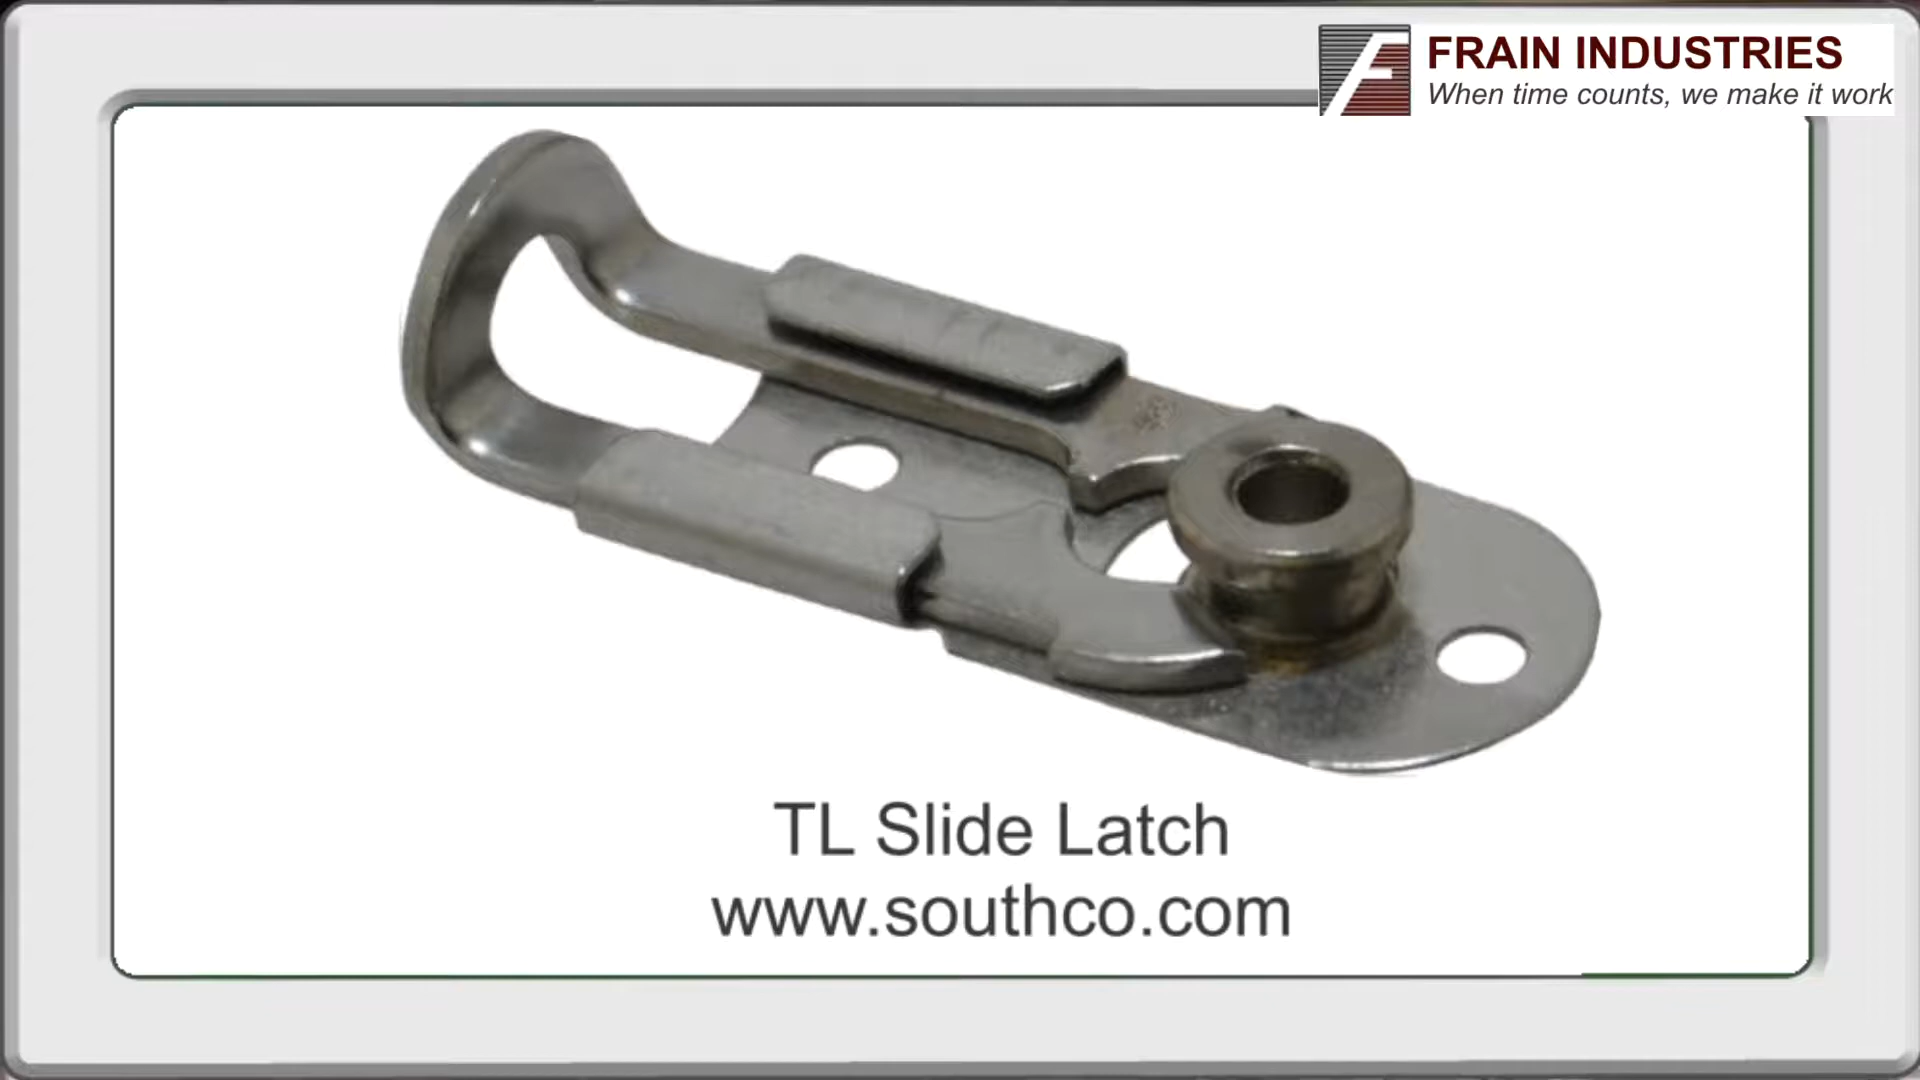 FRAIN INDUSTRIES
When time counts, we make it work
TL Slide Latch
www.southco.com